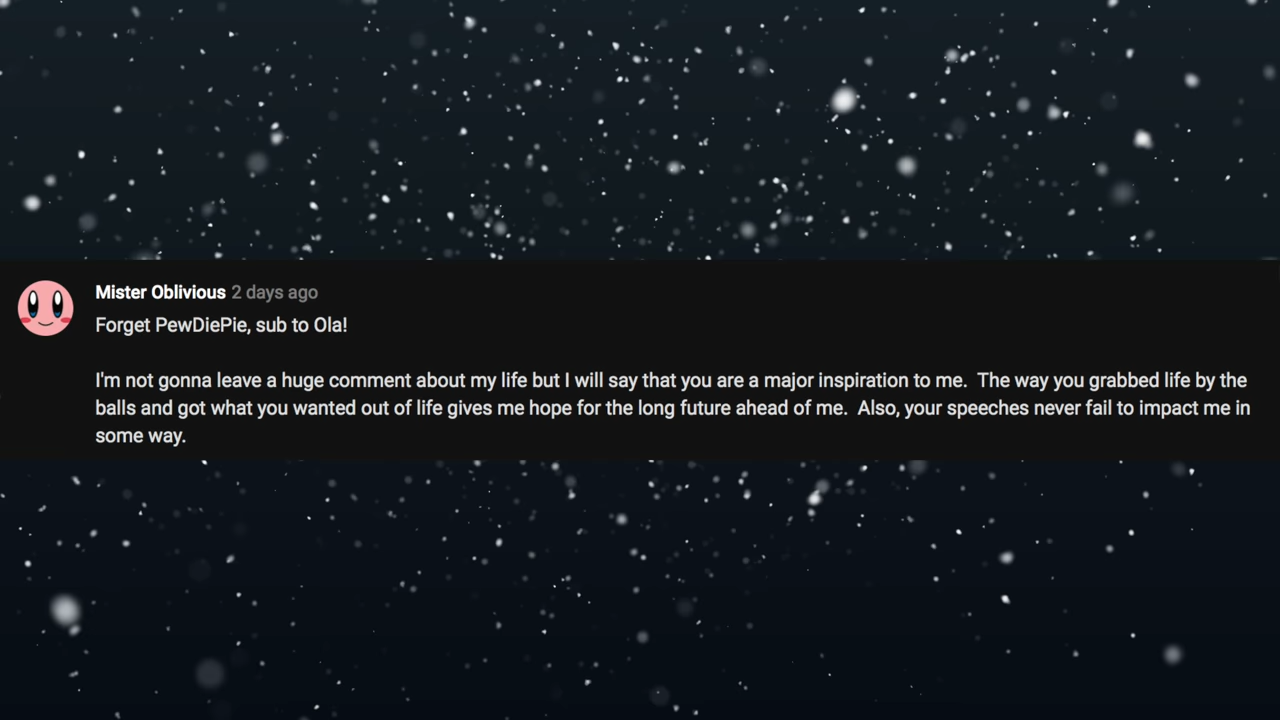 Mister Oblivious 2 days ago
Forget PewDiePie, sub to Ola!
I'm not gonna leave a huge comment about my life but I will say that you are a major inspiration to me.  The way you grabbed life by the
balls and got what you wanted out of life gives me hope for the long future ahead of me.  Also, your speeches never fail to impact me in
some way.